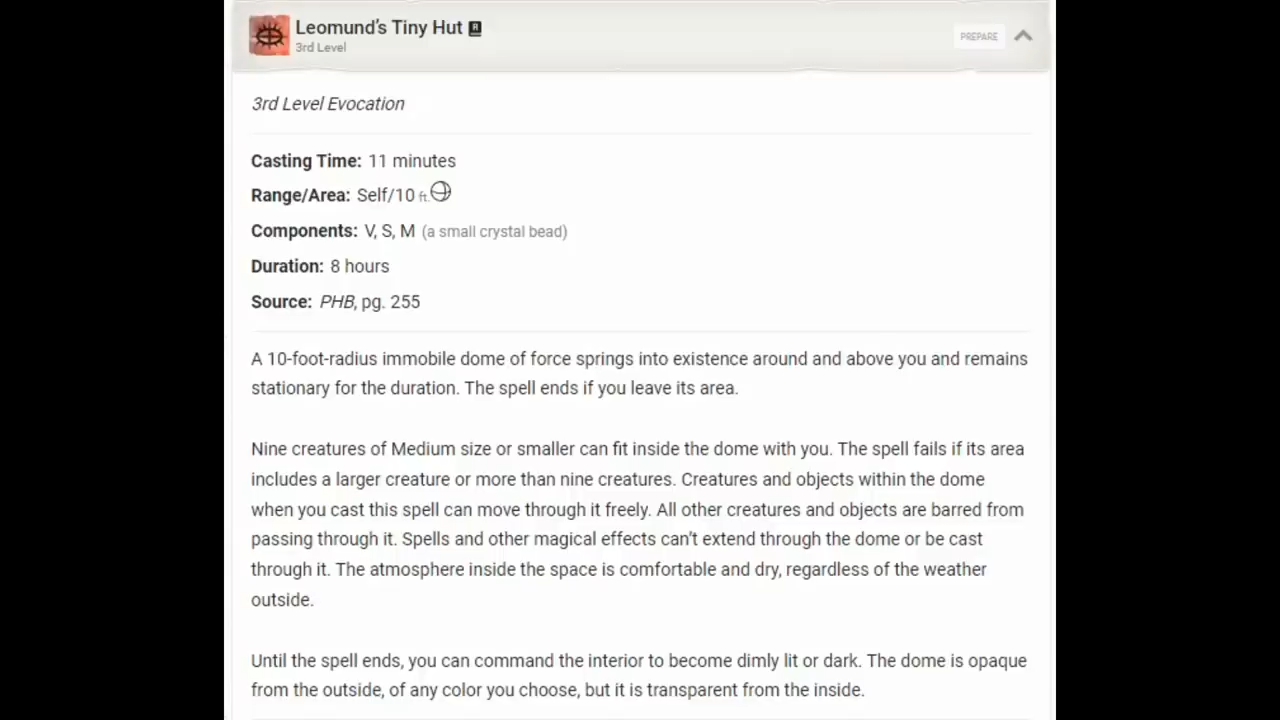 Leomund's Tiny Hut R
3rd Level
PREPARE
3rd Level Evocation
Casting Time: 11 minutes
Range/Area: Self/10 ft.
Components: V, S, M (a small crystal bead)
Duration: 8 hours
Source: PHB, pg. 255
A 10-foot-radius immobile dome of force springs into existence around and above you and remains
stationary for the duration. The spell ends if you leave its area.
Nine creatures of Medium size or smaller can fit inside the dome with you. The spell fails if its area
includes a larger creature or more than nine creatures. Creatures and objects within the dome
when you cast this spell can move through it freely. All other creatures and objects are barred from
passing through it. Spells and other magical effects can't extend through the dome or be cast
through it. The atmosphere inside the space is comfortable and dry, regardless of the weather
outside.
Until the spell ends, you can command the interior to become dimly lit or dark. The dome is opaque
from the outside, of any color you choose, but it is transparent from the inside.